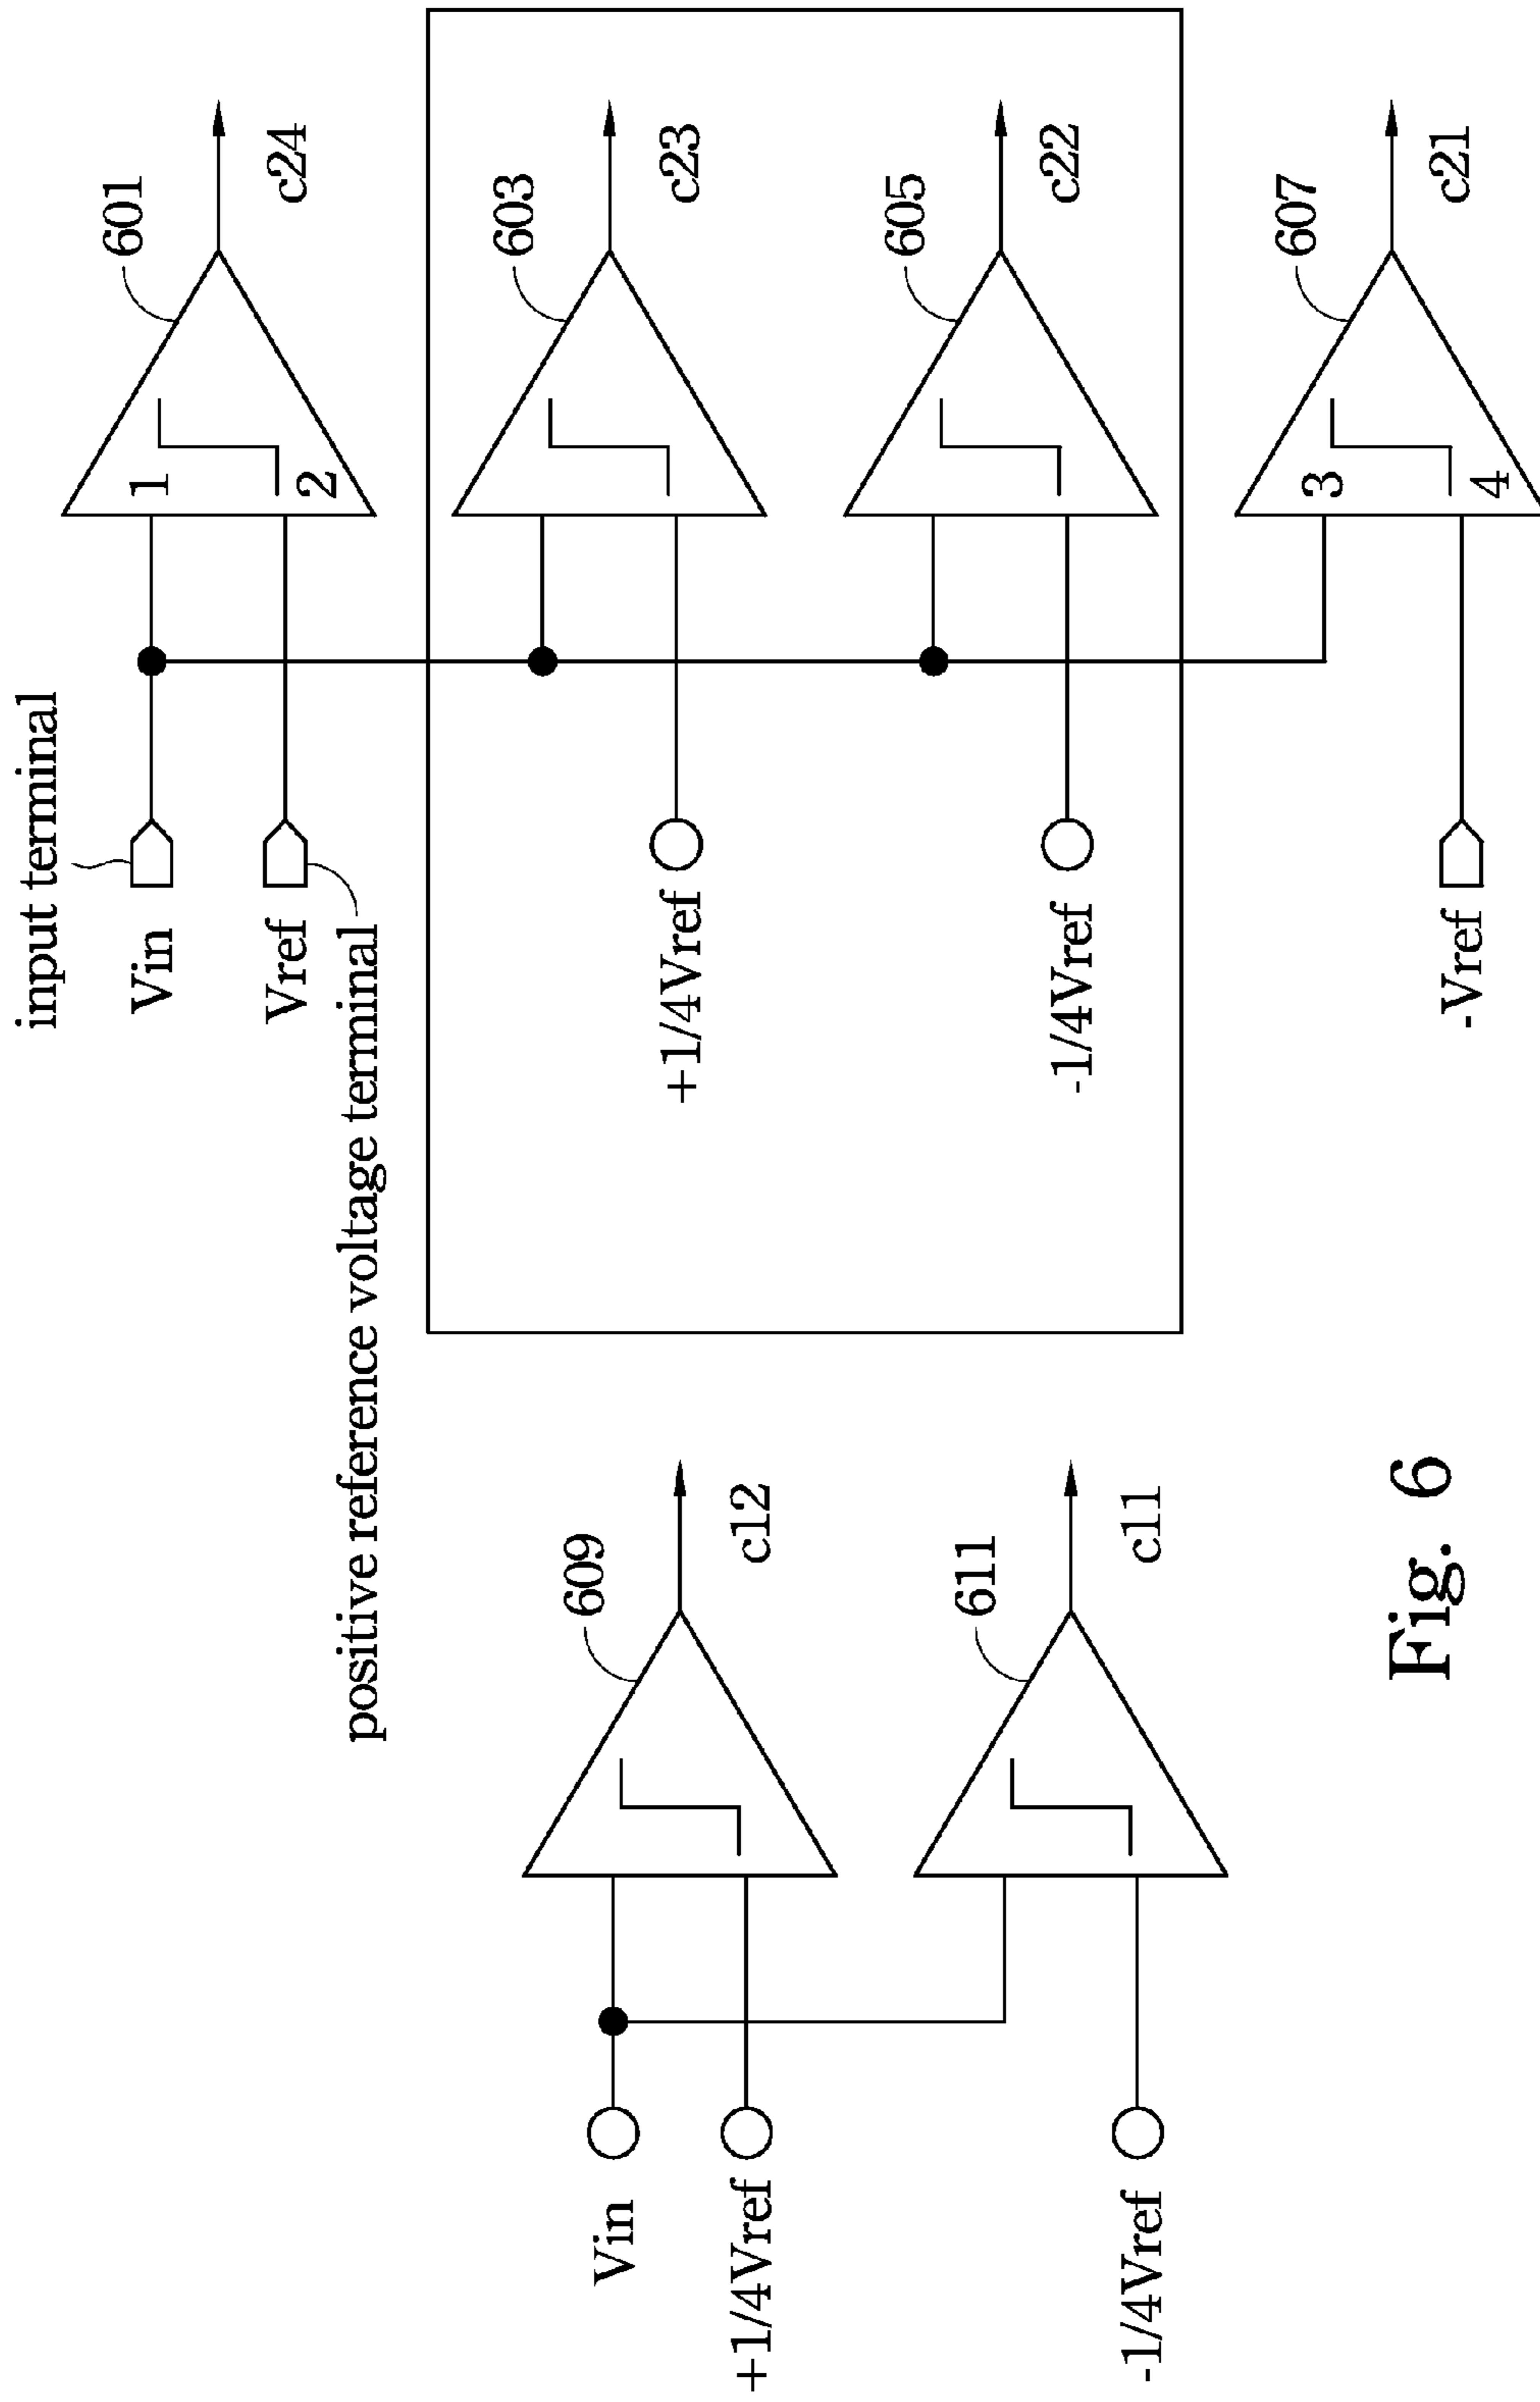 input terminal
Vin
Vref
positive reference voltage terminal
601
1
2
c24
603
+1/4Vref
c23
605
-1/4Vref
c22
607
3
4
-Vref
c21
Vin
+1/4Vref
609
c12
-1/4Vref
611
c11
Fig. 6